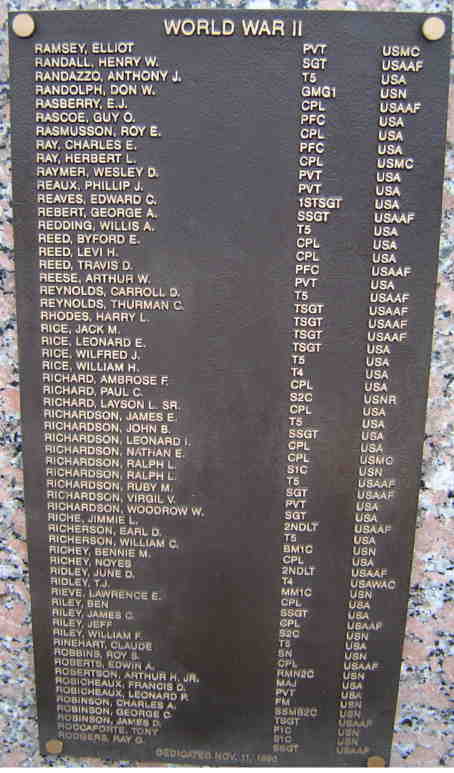 WORLD WAR II
RAMSEY, ELLIOT PVT USMC
RANDALL, HENRY W. SGT USAAF
RANDAZZO, ANTHONY J. T5 USA
RANDOLPH, DON W. GMG1 USN
RASBERRY, E.J. CPL USAAF
RASCOE, GUY O. PFC USA
RASMUSSON, ROY E. CPL USA
RAY, CHARLES E. PFC USA
RAY, HERBERT L. CPL USMC
RAYMER, WESLEY D. PVT USA
REAUX, PHILLIP J. PVT USA
REAVES, EDWARD C. 1STSGT USA
REBERT, GEORGE A. SSGT USAAF
REDDING, WILLIS A. T5 USA
REED, BYFORD E. CPL USA
REED, LEVI H. CPL USA
REED, TRAVIS D. PFC USAAF
REESE, ARTHUR W. PVT USA
REYNOLDS, CARROLL D. T5 USAAF
REYNOLDS, THURMAN C. TSGT USAAF
RHODES, HARRY L. TSGT USAAF
RICE, JACK M. TSGT USAAF
RICE, LEONARD E. T5 USA
RICE, WILFRED J. T4 USA
RICE, WILLIAM H. CPL USA
RICHARD, AMBROSE F. S2C USNR
RICHARD, PAUL C. CPL USA
RICHARD, LAYSON L. SR. T5 USA
RICHARDSON, JAMES E. SSGT USA
RICHARDSON, JOHN B. CPL USA
RICHARDSON, LEONARD I.
RICHARDSON, NATHAN E. CPL USMC
RICHARDSON, RALPH L. S1C USN
RICHARDSON, RALPH L. T5 USAAF
RICHARDSON, RUBY M. SGT USAAF
RICHARDSON, VIRGIL V. PVT USA
RICHARDSON, WOODROW W. SGT USA
RICHE, JIMMIE L. 2NDLT USAAF
RICHERSON, EARL D. T5 USA
RICHERSON, WILLIAM C. BM1C USN
RICHEY, BENNIE M. CPL USA
RICHEY, NOYES 2NDLT USAAF
RIDLEY, JUNE D. T4 USAWAC
RIDLEY, T.J. MM1C USN
RIEVE, LAWRENCE E. CPL USA
RILEY, BEN SSGT USA
RILEY, JAMES C. CPL USAAF
RILEY, JEFF S2C USN
RILEY, WILLIAM F. T5 USA
RINEHART, CLAUDE SN USN
ROBBINS, ROY S. CPL USAAF
ROBERTS, EDWIN A. RMN2C USN
ROBERTSON, ARTHUR H. JR. MAJ USA
ROBICHEAUX, FRANCIS D. PVT USA
ROBICHEAUX, LEONARD P. FM USN
ROBINSON, CHARLES A. SSMB2C USN
ROBINSON, GEORGE C. TSGT USAAF
ROBINSON, JAMES D. F1C USN
ROCCAFORTE, TONY S1C USN
RODGERS, RAY G. SSGT USAAF
DEDICATED NOV. 11, 1990